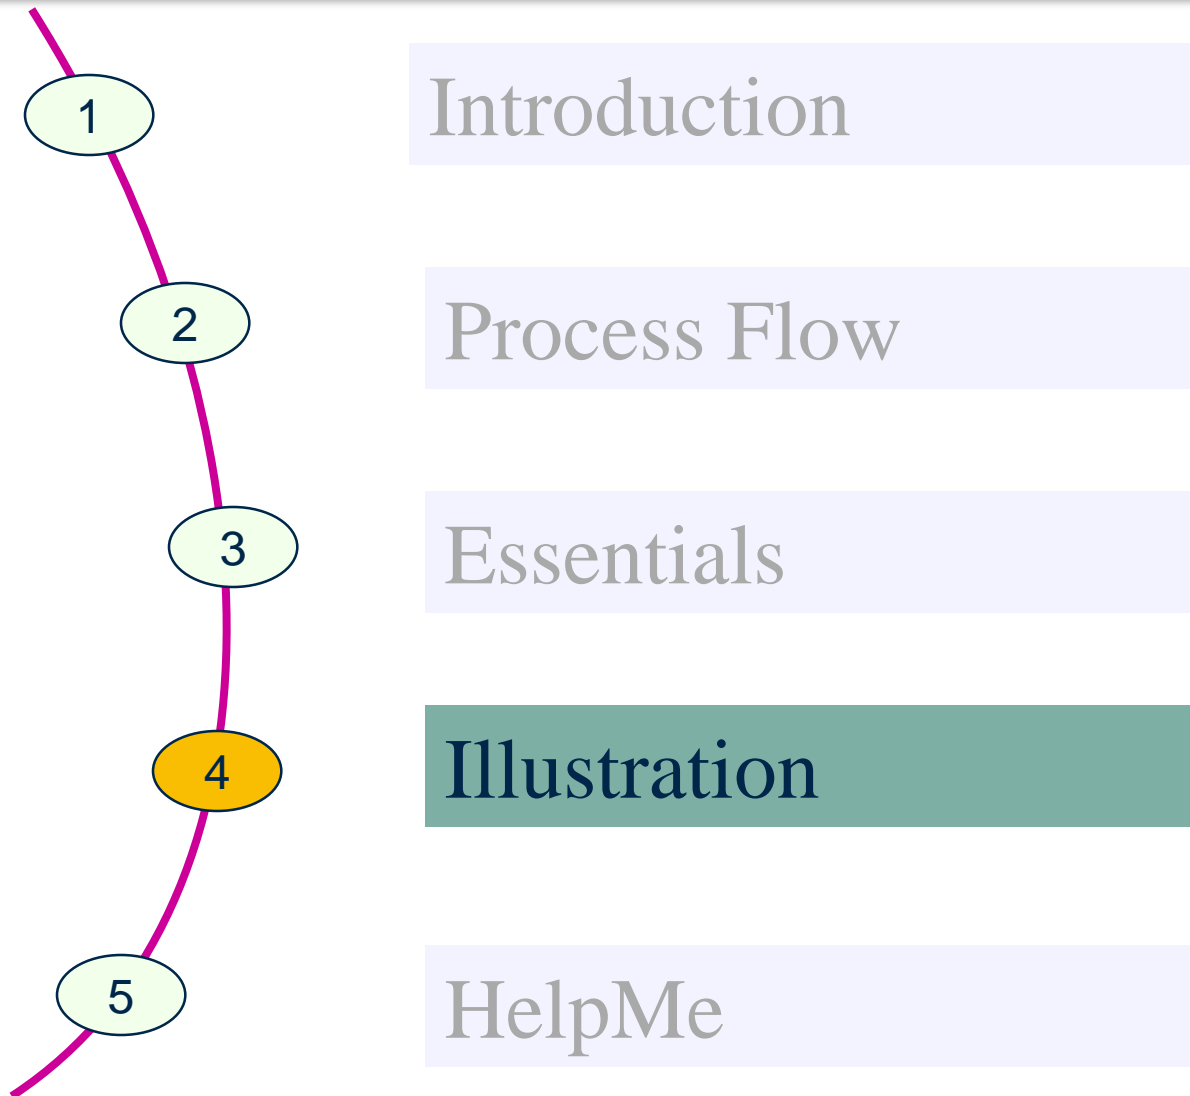 1 Introduction
2 Process Flow
3 Essentials
4 Illustration
5 HelpMe